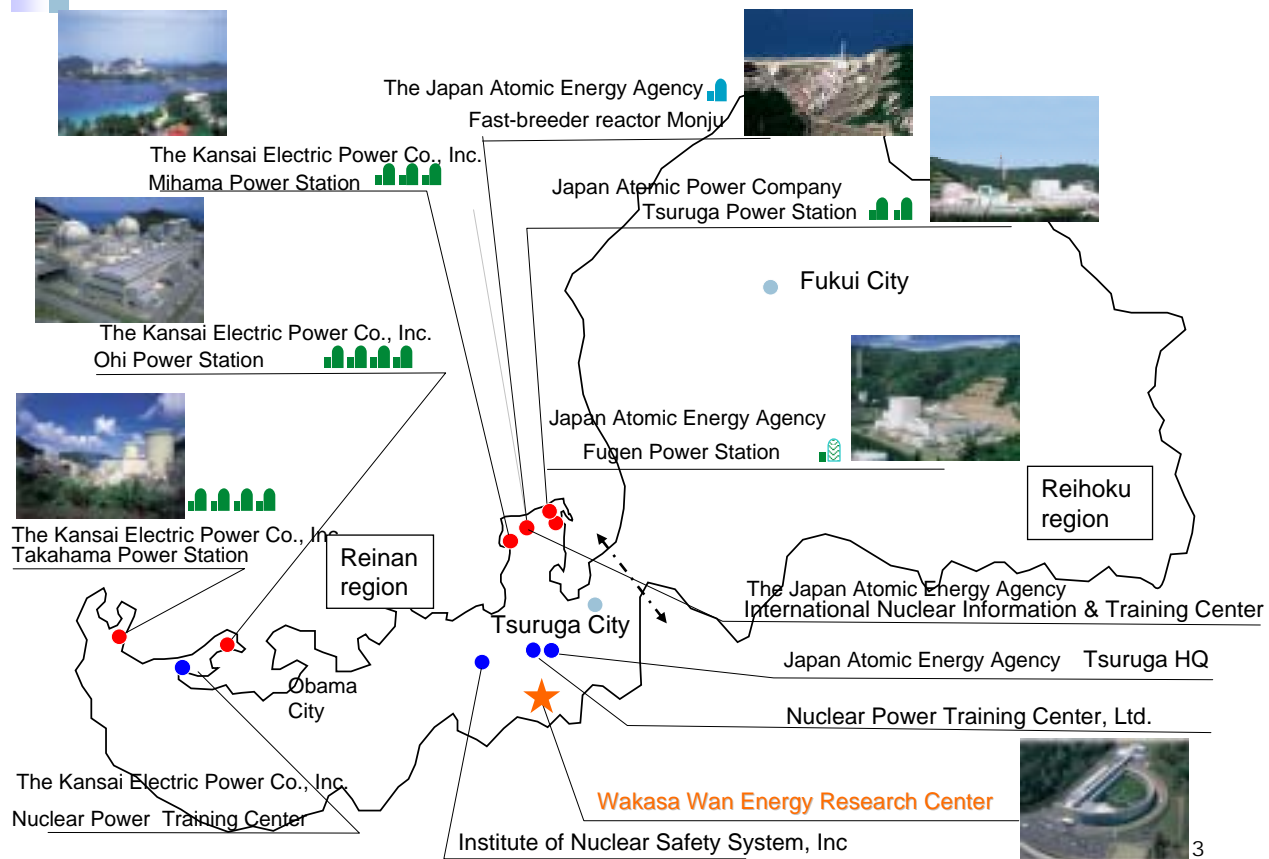 The Japan Atomic Energy Agency
Fast-breeder reactor Monju
The Kansai Electric Power Co., Inc.
Mihama Power Station
Japan Atomic Power Company
Tsuruga Power Station
Fukui City
The Kansai Electric Power Co., Inc.
Ohi Power Station
Japan Atomic Energy Agency
Fugen Power Station
Reihoku
region
The Kansai Electric Power Co., Inc.
Takahama Power Station
Reinan
region
The Japan Atomic Energy Agency
International Nuclear Information & Training Center
Tsuruga City
Japan Atomic Energy Agency Tsuruga HQ
Obama
City
Nuclear Power Training Center, Ltd.
The Kansai Electric Power Co., Inc.
Nuclear Power Training Center
Wakasa Wan Energy Research Center
Institute of Nuclear Safety System, Inc
3